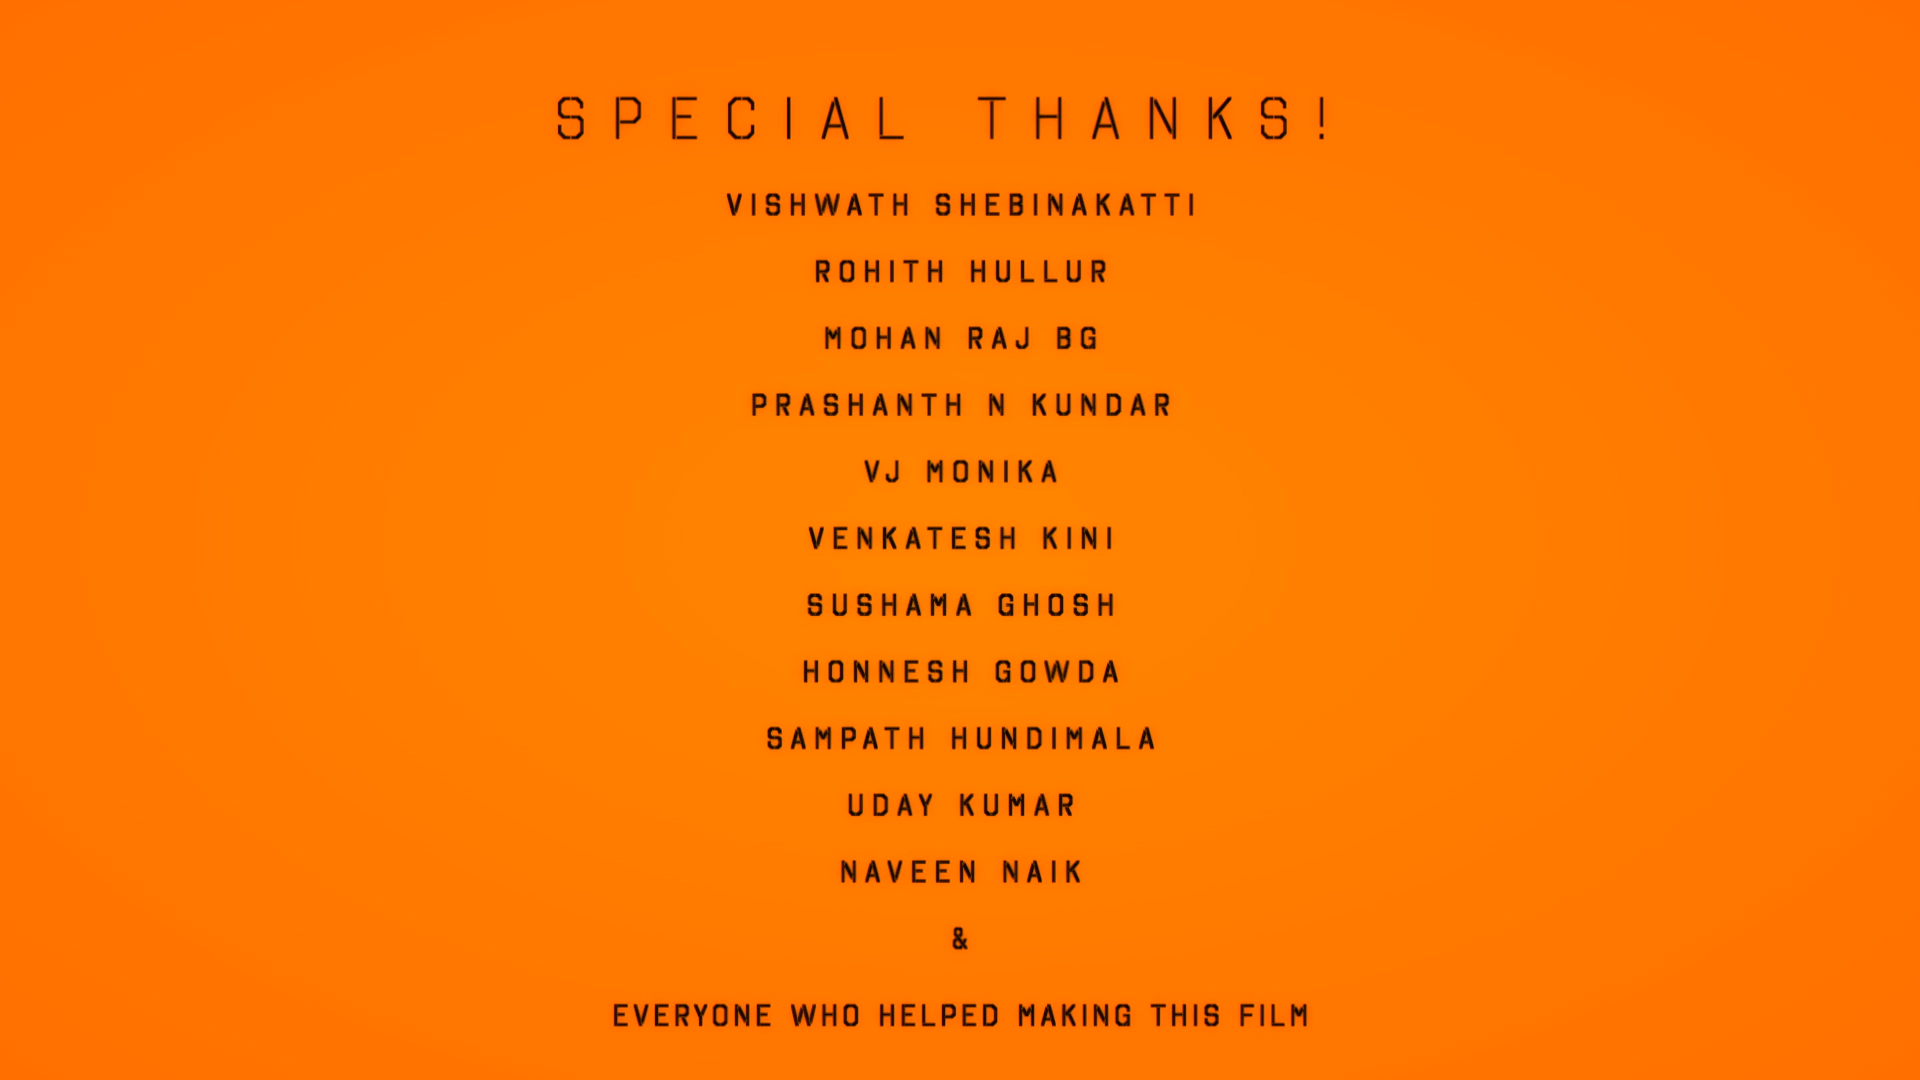 SPECIAL THANKS!
VISHWATH SHEBINAKATTI
ROHITH HULLUR
MOHAN RAJ BG
PRASHANTH N KUNDAR
VJ MONIKA
VENKATESH KINI
SUSHAMA GHOSH
HONNESH GOWDA
SAMPATH HUNDIMALA
UDAY KUMAR
NAVEEN NAIK
&
EVERYONE WHO HELPED MAKING THIS FILM